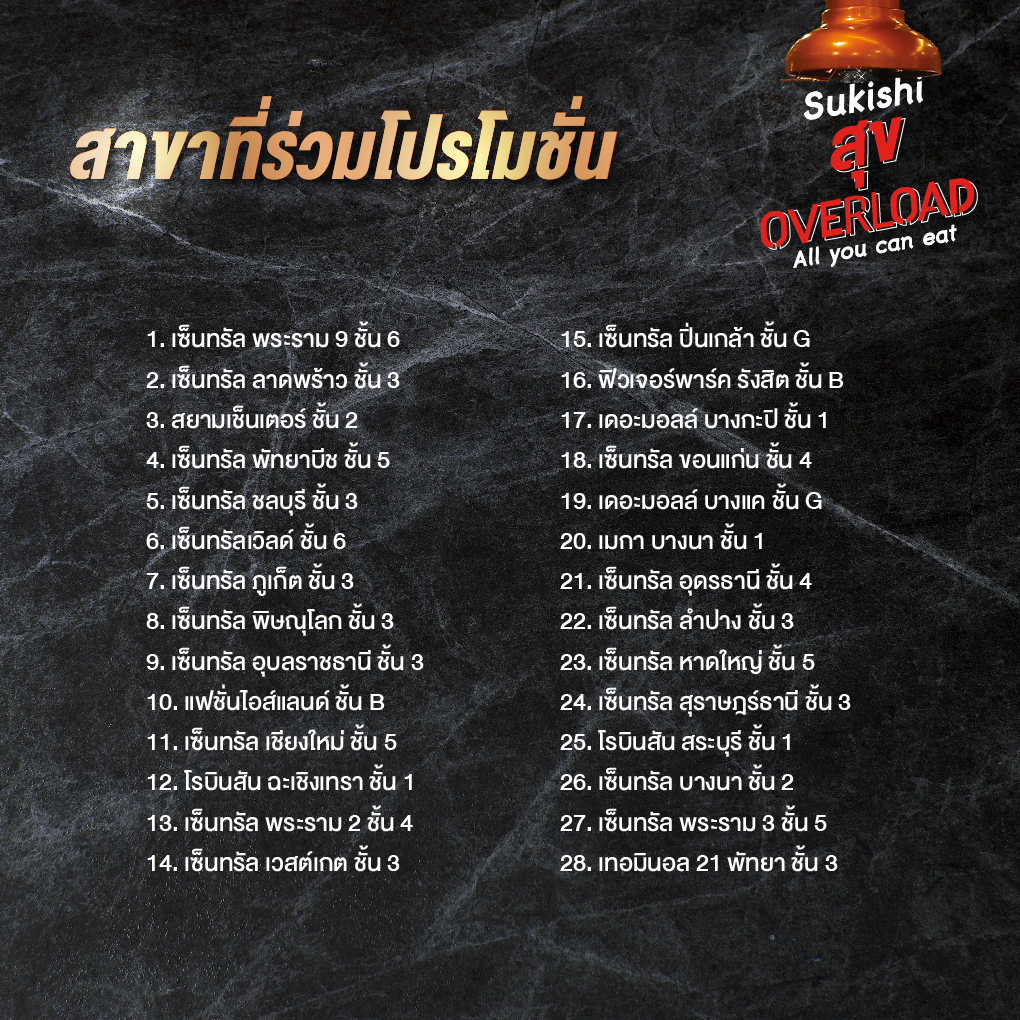 Sukishi
สุข
OVERLOAD
All you can eat
สาขาที่ร่วมโปรโมชั่น
1. เซ็นทรัล พระราม 9 ชั้น 6
2. เซ็นทรัล ลาดพร้าว ชั้น 3
3. สยามเซ็นเตอร์ ชั้น 2
4. เซ็นทรัล พัทยาบีช ชั้น 5
5. เซ็นทรัล ชลบุรี ชั้น 3
6. เซ็นทรัลเวิลด์ ชั้น 6
7. เซ็นทรัล ภูเก็ต ชั้น 3
8. เซ็นทรัล พิษณุโลก ชั้น 3
9. เซ็นทรัล อุบลราชธานี ชั้น 3
10. แฟชั่นไอส์แลนด์ ชั้น B
11. เซ็นทรัล เชียงใหม่ ชั้น 5
12. โรบินสัน ฉะเชิงเทรา ชั้น 1
13. เซ็นทรัล พระราม 2 ชั้น 4
14. เซ็นทรัล เวสต์เกต ชั้น 3
15. เซ็นทรัล ปิ่นเกล้า ชั้น G
16. ฟิวเจอร์พาร์ค รังสิต ชั้น B
17. เดอะมอลล์ บางกะปิ ชั้น 1
18. เซ็นทรัล ขอนแก่น ชั้น 4
19. เดอะมอลล์ บางแค ชั้น G
20. เมกา บางนา ชั้น 1
21. เซ็นทรัล อุดรธานี ชั้น 4
22. เซ็นทรัล ลำปาง ชั้น 3
23. เซ็นทรัล หาดใหญ่ ชั้น 5
24. เซ็นทรัล สุราษฎร์ธานี ชั้น 3
25. โรบินสัน สระบุรี ชั้น 1
26. เซ็นทรัล บางนา ชั้น 2
27. เซ็นทรัล พระราม 3 ชั้น 5
28. เทอมินอล 21 พัทยา ชั้น 3